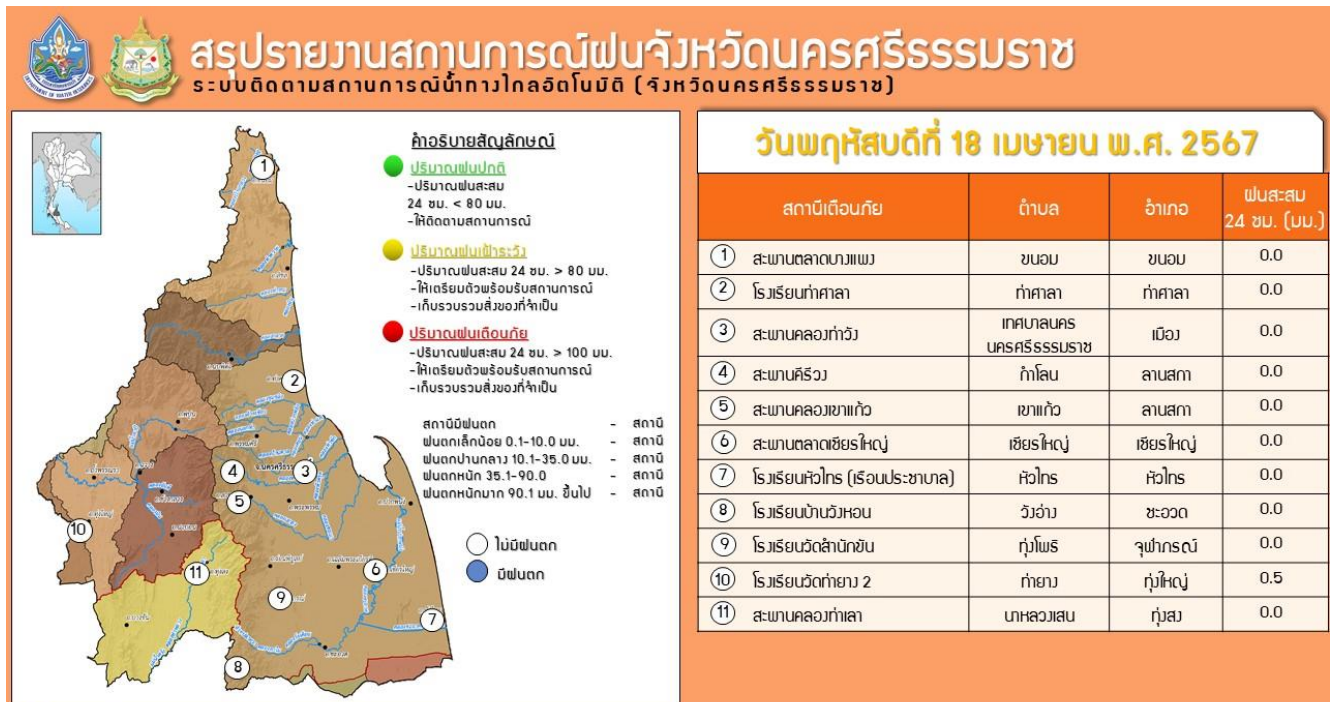 สรุปรายงานสถานการณ์ฝนจังหวัดนครศรีธรรมราช
ระบบติดตามสถานการณ์น้ำทางไกลอัตโนมัติ (จังหวัดนครศรีธรรมราช)
คำอธิบายสัญลักษณ์
ปริมาณฝนปกติ
-ปริมาณฝนสะสม
24 ชม. < 80 มม.
-ให้ติดตามสถานการณ์
ปริมาณฝนเฝ้าระวัง
-ปริมาณฝนสะสม 24 ชม. > 80 มม.
-ให้เตรียมตัวพร้อมรับสถานการณ์
-เก็บรวบรวมสิ่งของที่จำเป็น
ปริมาณฝนเตือนภัย
-ปริมาณฝนสะสม 24 ชม. > 100 มม.
-ให้เตรียมตัวพร้อมรับสถานการณ์
-เก็บรวบรวมสิ่งของที่จำเป็น
สถานีมีฝนตก - สถานี
ฝนตกเล็กน้อย 0.1-10.0 มม. - สถานี
ฝนตกปานกลาง 10.1-35.0 มม. - สถานี
ฝนตกหนัก 35.1-90.0 - สถานี
ฝนตกหนักมาก 90.1 มม. ขึ้นไป - สถานี
ไม่มีฝนตก
มีฝนตก
1
2
3
4
5
6
7
8
9
10
11
วันพฤหัสบดีที่ 18 เมษายน พ.ศ. 2567
สถานีเตือนภัย ตำบล อำเภอ ฝนสะสม 24 ชม. (มม.)
1 สะพานตลาดบางแพง ขนอม ขนอม 0.0
2 โรงเรียนท่าศาลา ท่าศาลา ท่าศาลา 0.0
3 สะพานคลองท่าวัง เทศบาลนคร นครศรีธรรมราช เมือง 0.0
4 สะพานคีรีวง กำโลน ลานสกา 0.0
5 สะพานคลองเขาแก้ว เขาแก้ว ลานสกา 0.0
6 สะพานตลาดเชียรใหญ่ เชียรใหญ่ เชียรใหญ่ 0.0
7 โรงเรียนหัวไทร (เรือนประชาบาล) หัวไทร หัวไทร 0.0
8 โรงเรียนบ้านวังหอน วังอ่าง ชะอวด 0.0
9 โรงเรียนวัดสำนักขัน ทุ่งโพธิ จุฬาภรณ์ 0.0
10 โรงเรียนวัดท่ายาง 2 ท่ายาง ทุ่งใหญ่ 0.5
11 สะพานคลองท่าเลา นาหลวงเสน ทุ่งสง 0.0